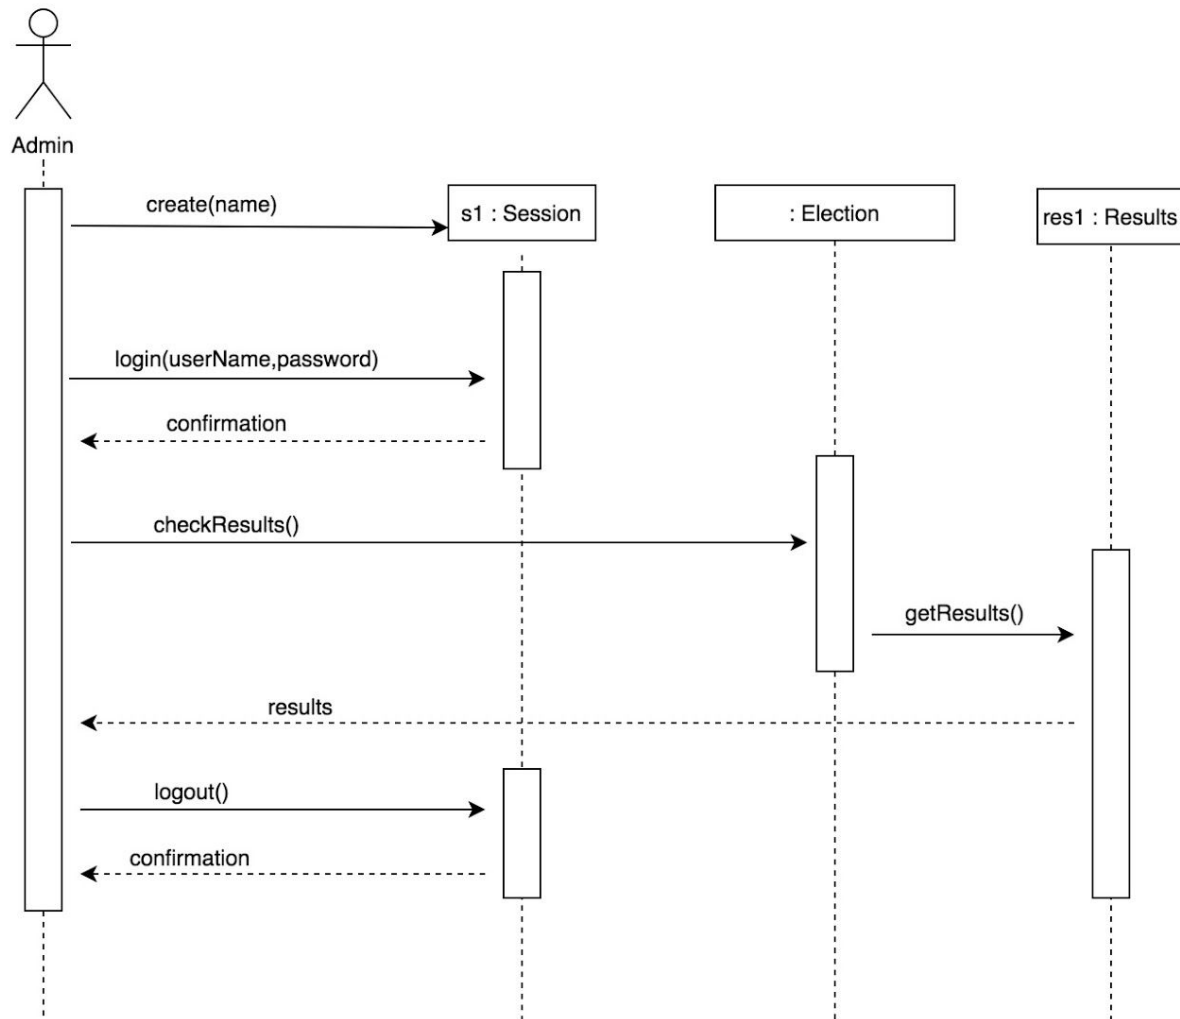 Admin
create(name)
s1 : Session
: Election
res1 : Results
login(userName,password)
confirmation
checkResults()
getResults()
results
logout()
confirmation